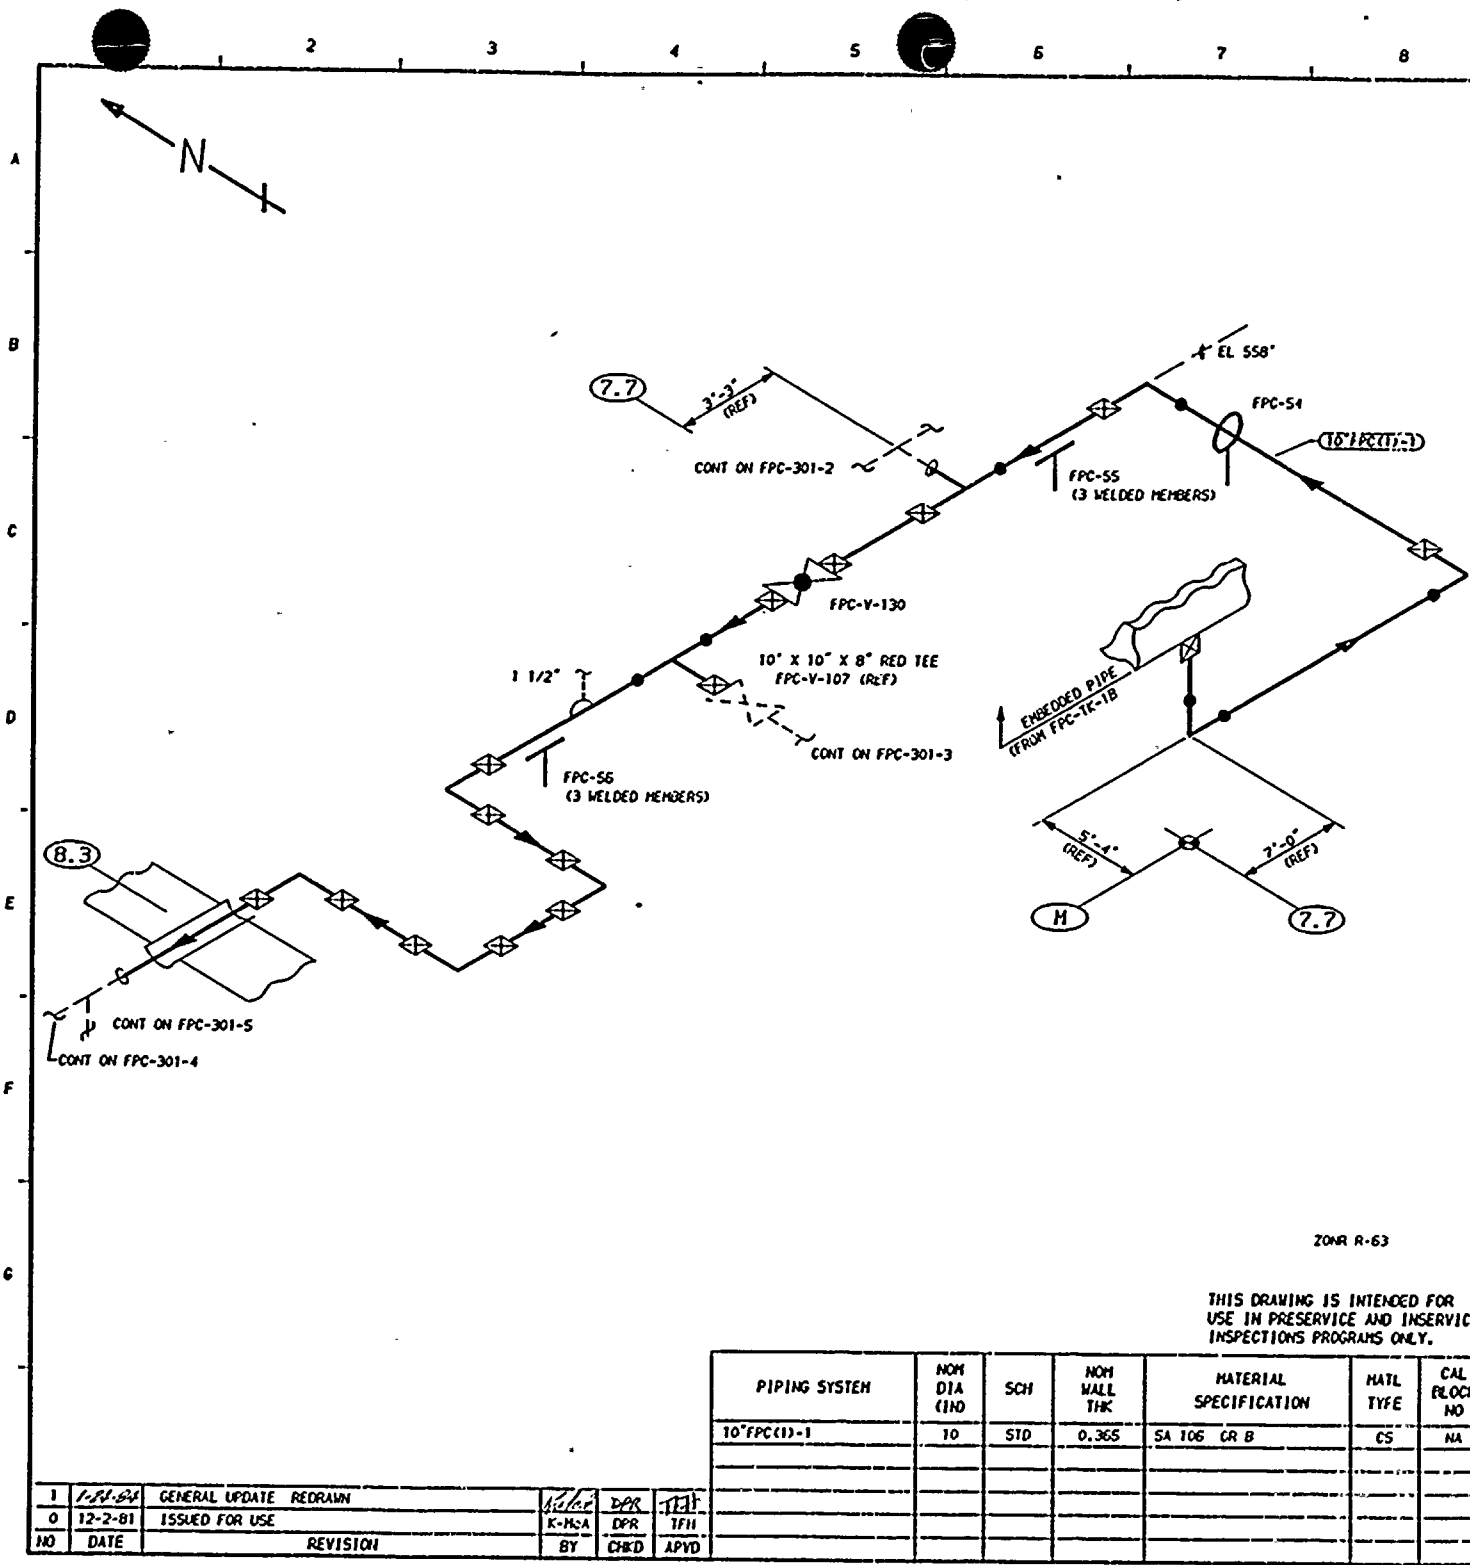 2 3 4 5 6 7 8
A
N
B
EL 558'
7.7
3'-3"
(REF)
FPC-54
10"FPC(1)-1
CONT ON FPC-301-2
FPC-55
(3 WELDED MEMBERS)
C
FPC-V-130
10" X 10" X 8" RED TEE
FPC-V-107 (REF)
1 1/2"
EMBEDDED PIPE
(FROM FPC-TK-1B
D
CONT ON FPC-301-3
FPC-56
(3 WELDED MEMBERS)
8.3
5'-4"
(REF)
7'-0"
(REF)
E
M
7.7
CONT ON FPC-301-5
CONT ON FPC-301-4
F
ZONR R-63
G
THIS DRAWING IS INTENDED FOR
USE IN PRESERVICE AND INSERVIC
INSPECTIONS PROGRAMS ONLY.
PIPING SYSTEM
NOM
DIA
(IN)
SCH
NOM
WALL
THK
MATERIAL
SPECIFICATION
MATL
TYPE
CAL
BLOCK
NO
10"FPC(1)-1 10 STD 0.365 SA 106 GR B CS NA
1 GENERAL UPDATE REDRAWN DPR
0 12-2-81 ISSUED FOR USE DPR TFH
NO DATE REVISION BY CHKD APVD